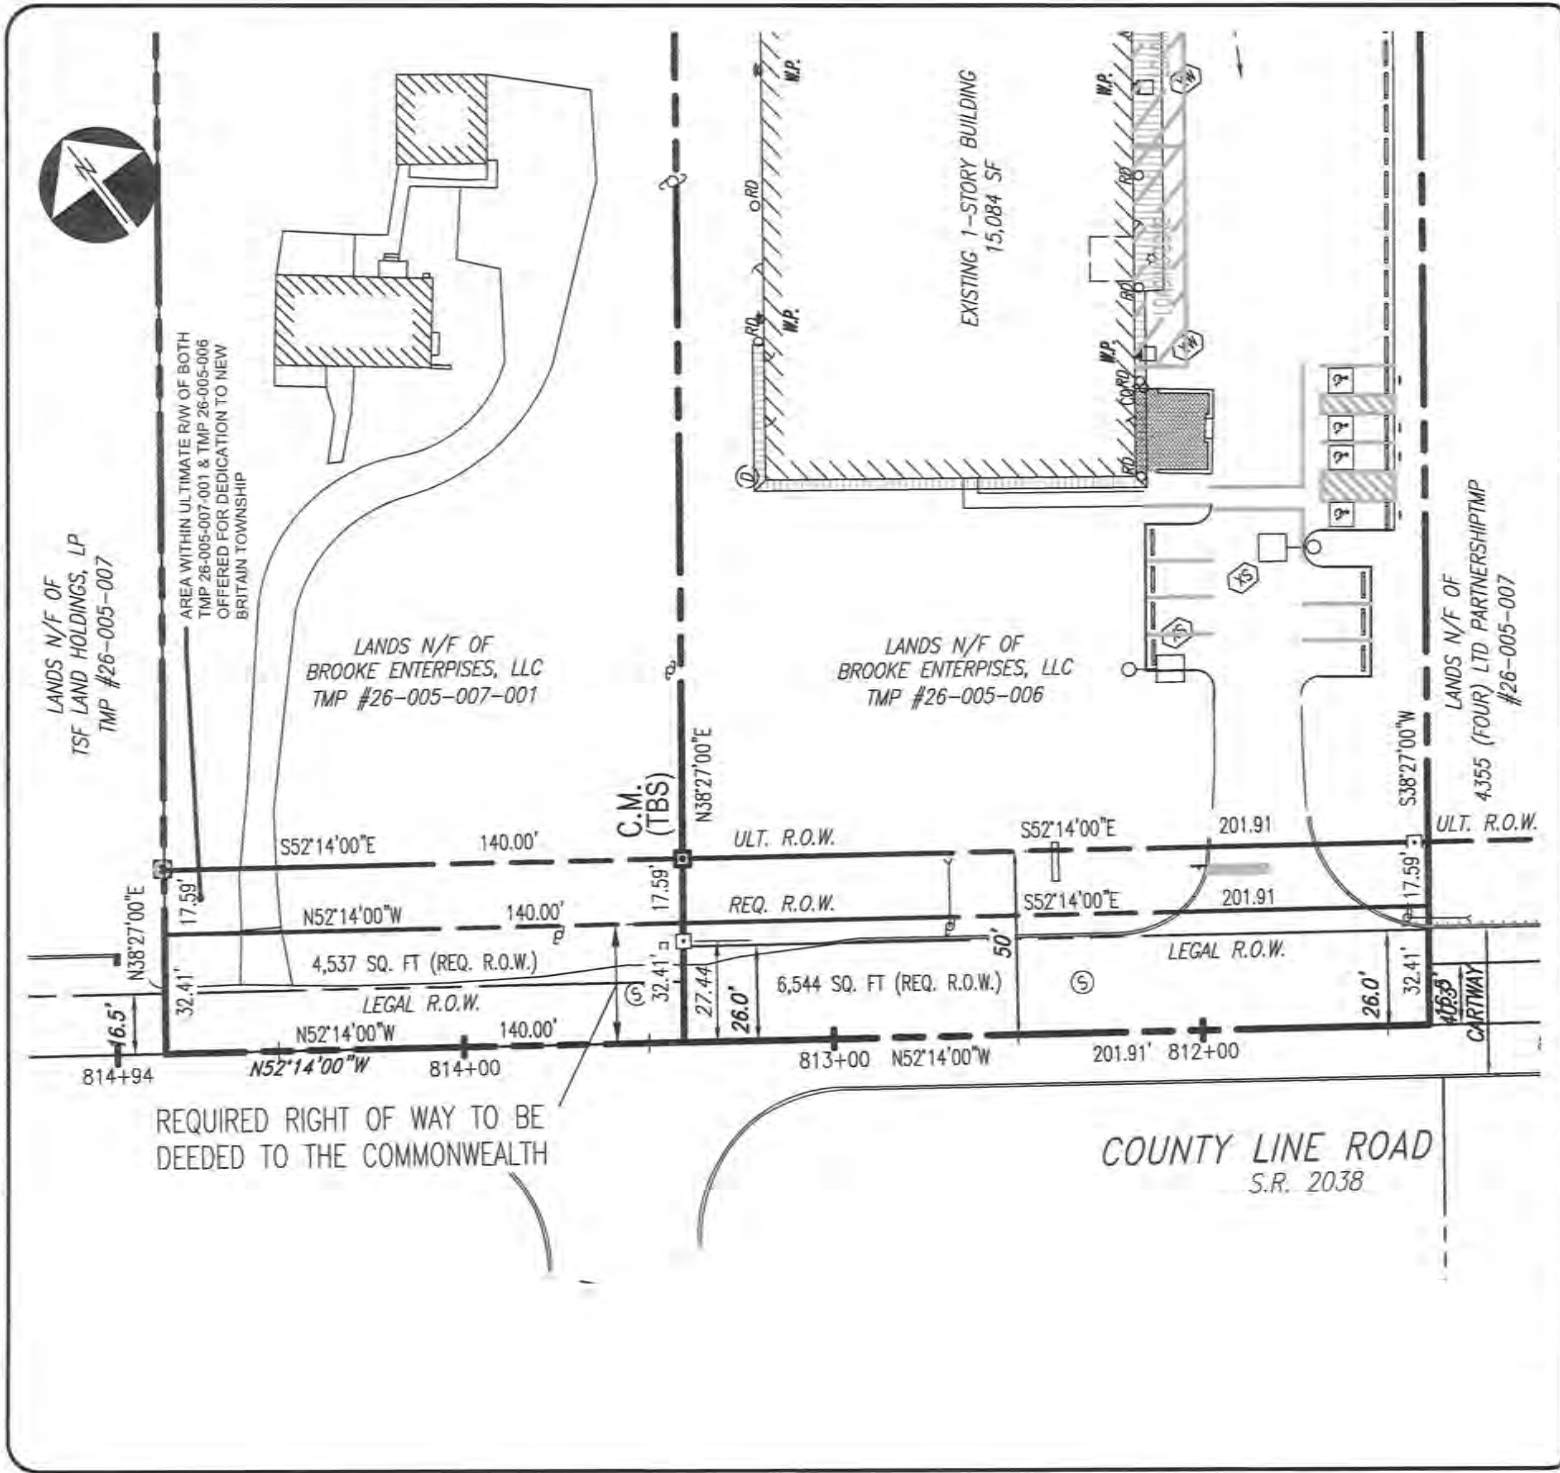 N
AREA WITHIN ULTIMATE R/W OF BOTH
TMP 26-005-007-001 & TMP 26-005-006
OFFERED FOR DEDICATION TO NEW
BRITAIN TOWNSHIP
LANDS N/F OF
TSF LAND HOLDINGS, LP
TMP #26-005-007
LANDS N/F OF
BROOKE ENTERPISES, LLC
TMP #26-005-007-001
EXISTING 1-STORY BUILDING
15,084 SF
W.P.
W.P.
W.P.
W.P.
RD
RD
RD
RD
RD
CO
RD
D
LANDS N/F OF
BROOKE ENTERPISES, LLC
TMP #26-005-006
LANDS N/F OF
4355 (FOUR) LTD PARTNERSHIPTMP
#26-005-007
C.M.
(TBS)
N38°27'00"E
S38°27'00"W
S52°14'00"E
140.00'
ULT. R.O.W.
S52°14'00"E
201.91
ULT. R.O.W.
N38°27'00"E
17.59'
17.59'
17.59'
N52°14'00"W
140.00'
REQ. R.O.W.
S52°14'00"E
201.91
4,537 SQ. FT (REQ. R.O.W.)
LEGAL R.O.W.
32.41'
S
32.41'
27.44
26.0'
6,544 SQ. FT (REQ. R.O.W.)
50'
S
LEGAL R.O.W.
26.0'
32.41'
CARTWAY
16.5'
N52°14'00"W
140.00'
814+94
N52°14'00"W
814+00
813+00
N52°14'00"W
201.91'
812+00
REQUIRED RIGHT OF WAY TO BE
DEEDED TO THE COMMONWEALTH
COUNTY LINE ROAD
S.R. 2038